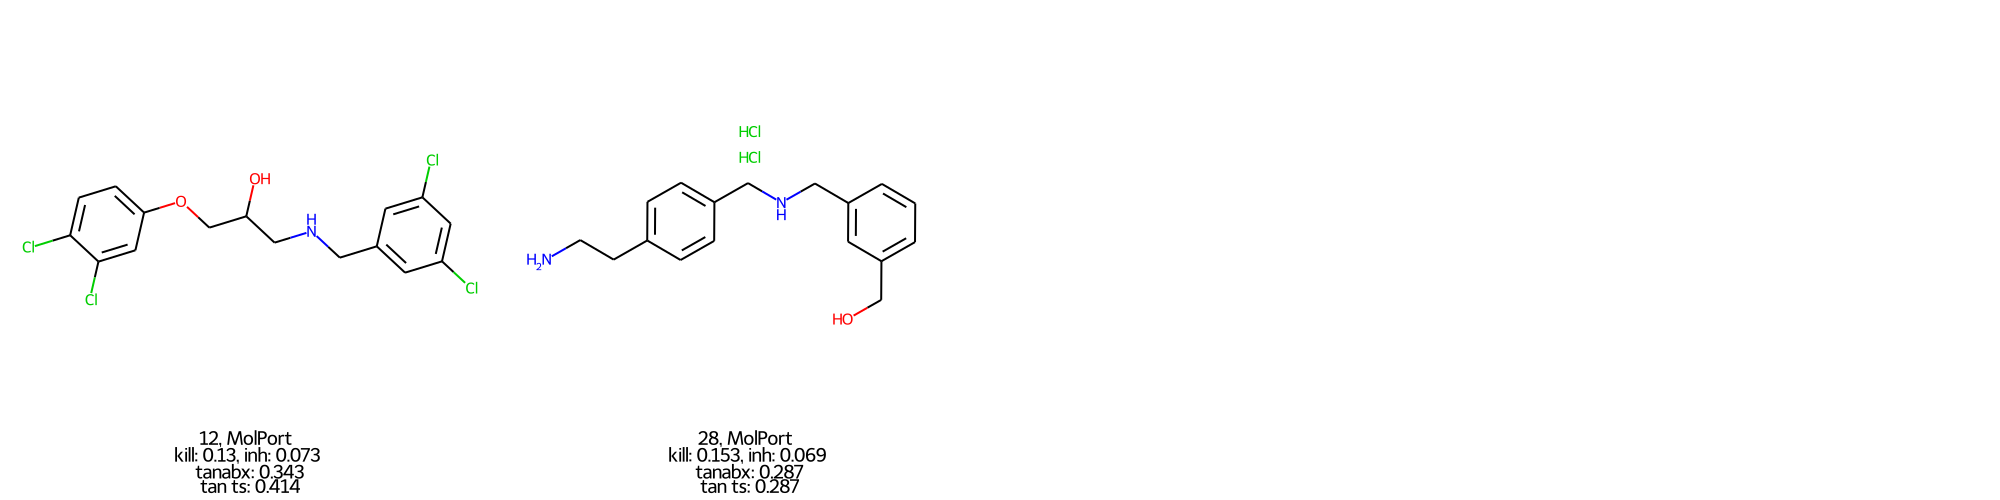 HCl
HCl
Cl
OH
O
H
N
Cl
Cl
Cl
N
H
H2N
HO
12, MolPort
kill: 0.13, inh: 0.073
tanabx: 0.343
tan ts: 0.414
28, MolPort
kill: 0.153, inh: 0.069
tanabx: 0.287
tan ts: 0.287